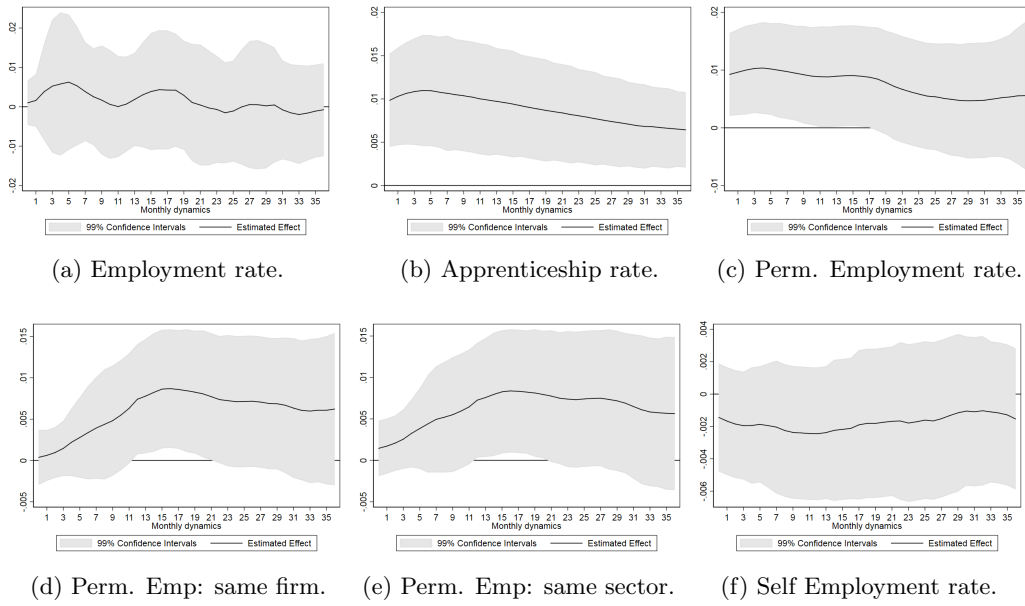 .02
.01
0
.01
.02
1 3 5 7 9 11 13 15 17 19 21 23 25 27 29 31 33 35
Monthly dynamics
99% Confidence Intervals Estimated Effect
(a) Employment rate.
.02
.015
.01
.005
0
1 3 5 7 9 11 13 15 17 19 21 23 25 27 29 31 33 35
Monthly dynamics
99% Confidence Intervals Estimated Effect
(b) Apprenticeship rate.
.02
.01
0
-.01
1 3 5 7 9 11 13 15 17 19 21 23 25 27 29 31 33 35
Monthly dynamics
99% Confidence Intervals Estimated Effect
(c) Perm. Employment rate.
.015
.01
.005
0
.005
1 3 5 7 9 11 13 15 17 19 21 23 25 27 29 31 33 35
Monthly dynamics
99% Confidence Intervals Estimated Effect
(d) Perm. Emp: same firm.
.015
.01
.005
0
.005
1 3 5 7 9 11 13 15 17 19 21 23 25 27 29 31 33 35
Monthly dynamics
99% Confidence Intervals Estimated Effect
(e) Perm. Emp: same sector.
.004
.002
0
-.002
-.004
-.006
1 3 5 7 9 11 13 15 17 19 21 23 25 27 29 31 33 35
Monthly dynamics
99% Confidence Intervals Estimated Effect
(f) Self Employment rate.